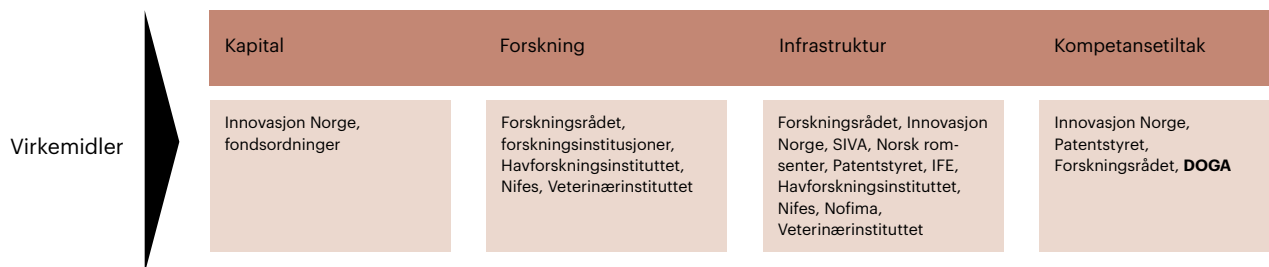 Virkemidler
Kapital
Forskning
Infrastruktur
Kompetansetiltak
Innovasjon Norge,
fondsordninger
Forskningsrådet,
forskningsinstitusjoner,
Havforskningsinstituttet,
Nifes, Veterinærinstituttet
Forskningsrådet, Innovasjon
Norge, SIVA, Norsk rom-
senter, Patentstyret, IFE,
Havforskningsinstituttet,
Nifes, Nofima,
Veterinærinstituttet
Innovasjon Norge,
Patentstyret,
Forskningsrådet, DOGA